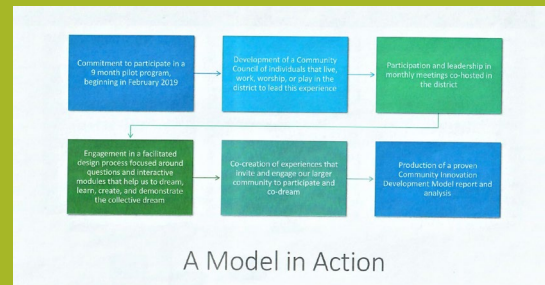 Commitment to participate in a
9 month pilot program,
beginning in February 2019
Development of a Community
Council of individuals that live,
work, worship, or play in the
district to lead this experience
Participation and leadership in
monthly meetings co-hosted in
the district
Engagement in a facilitated
design process focused around
questions and interactive
modules that help us to dream,
learn, create, and demonstrate
the collective dream
Co-creation of experiences that
invite and engage our larger
community to participate and
co-dream
Production of a proven
Community Innovation
Development Model report and
analysis
A Model in Action